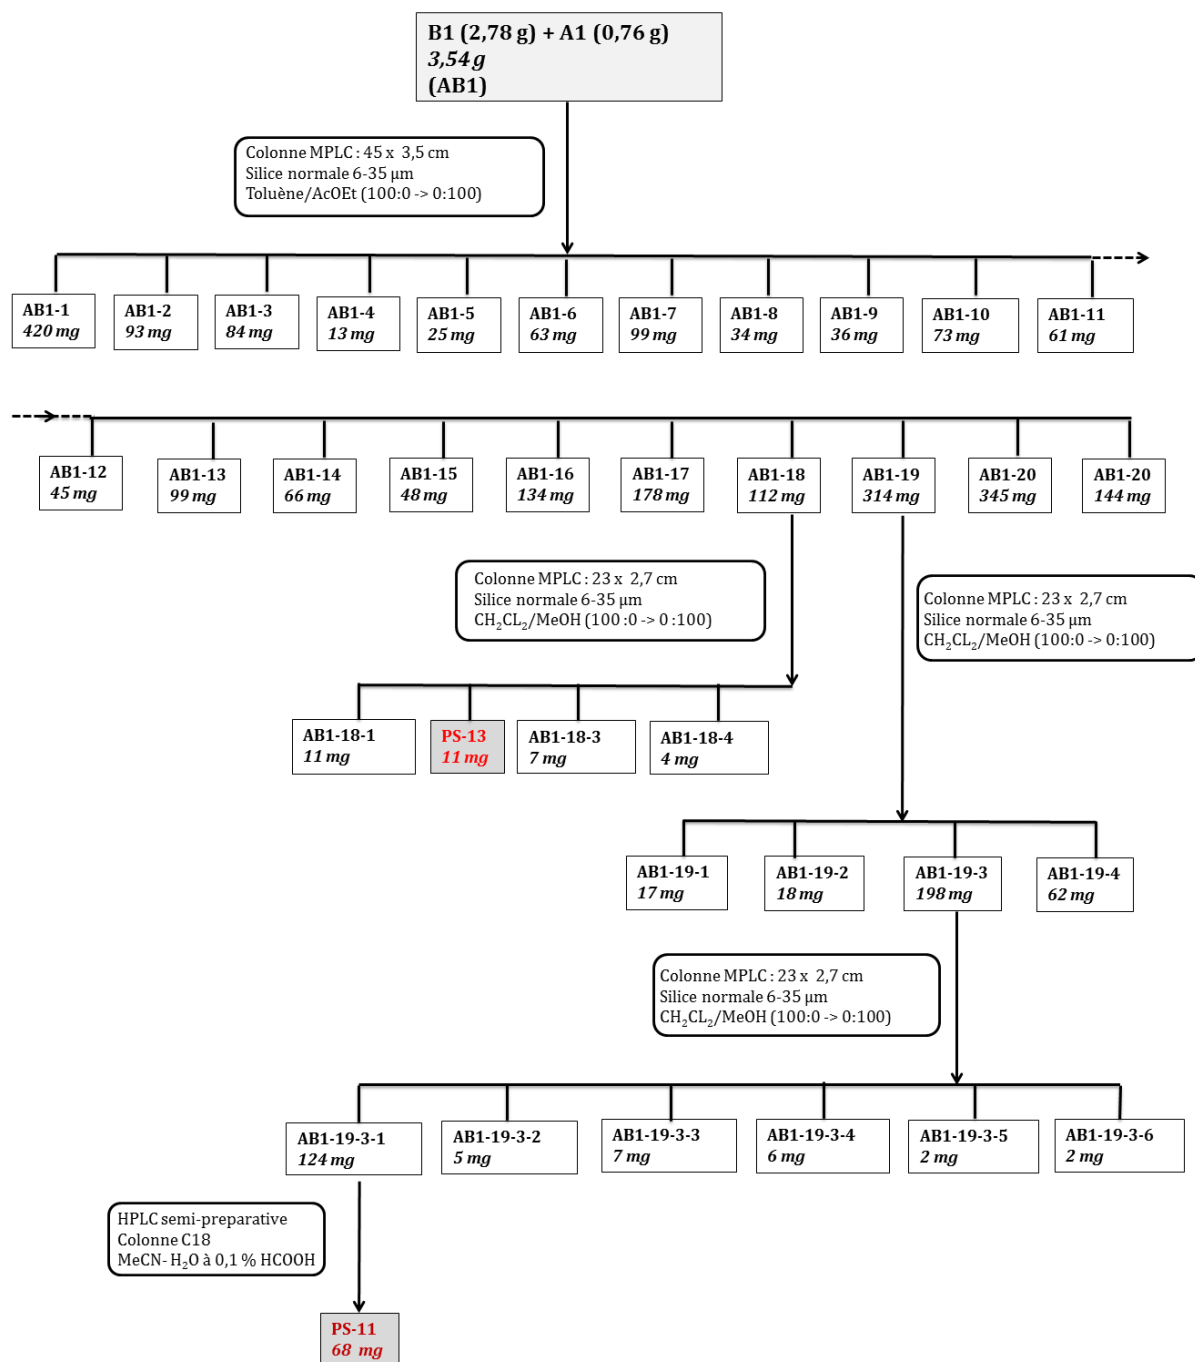 B1 (2,78 g) + A1 (0,76 g)
3,54 g
(AB1)
Colonne MPLC : 45 x 3,5 cm
Silice normale 6-35 µm
Toluène/AcOEt (100:0 -> 0:100)
AB1-1
420 mg
AB1-2
93 mg
AB1-3
84 mg
AB1-4
13 mg
AB1-5
25 mg
AB1-6
63 mg
AB1-7
99 mg
AB1-8
34 mg
AB1-9
36 mg
AB1-10
73 mg
AB1-11
61 mg
AB1-12
45 mg
AB1-13
99 mg
AB1-14
66 mg
AB1-15
48 mg
AB1-16
134 mg
AB1-17
178 mg
AB1-18
112 mg
AB1-19
314 mg
AB1-20
345 mg
AB1-20
144 mg
Colonne MPLC : 23 x 2,7 cm
Silice normale 6-35 µm
CH₂CL₂/MeOH (100 :0 -> 0 :100)
Colonne MPLC : 23 x 2,7 cm
Silice normale 6-35 µm
CH₂CL₂/MeOH (100:0 -> 0:100)
AB1-18-1
11 mg
PS-13
11 mg
AB1-18-3
7 mg
AB1-18-4
4 mg
AB1-19-1
17 mg
AB1-19-2
18 mg
AB1-19-3
198 mg
AB1-19-4
62 mg
Colonne MPLC : 23 x 2,7 cm
Silice normale 6-35 µm
CH₂CL₂/MeOH (100:0 -> 0:100)
AB1-19-3-1
124 mg
AB1-19-3-2
5 mg
AB1-19-3-3
7 mg
AB1-19-3-4
6 mg
AB1-19-3-5
2 mg
AB1-19-3-6
2 mg
HPLC semi-preparative
Colonne C18
MeCN- H₂O à 0,1 % HCOOH
PS-11
68 mg